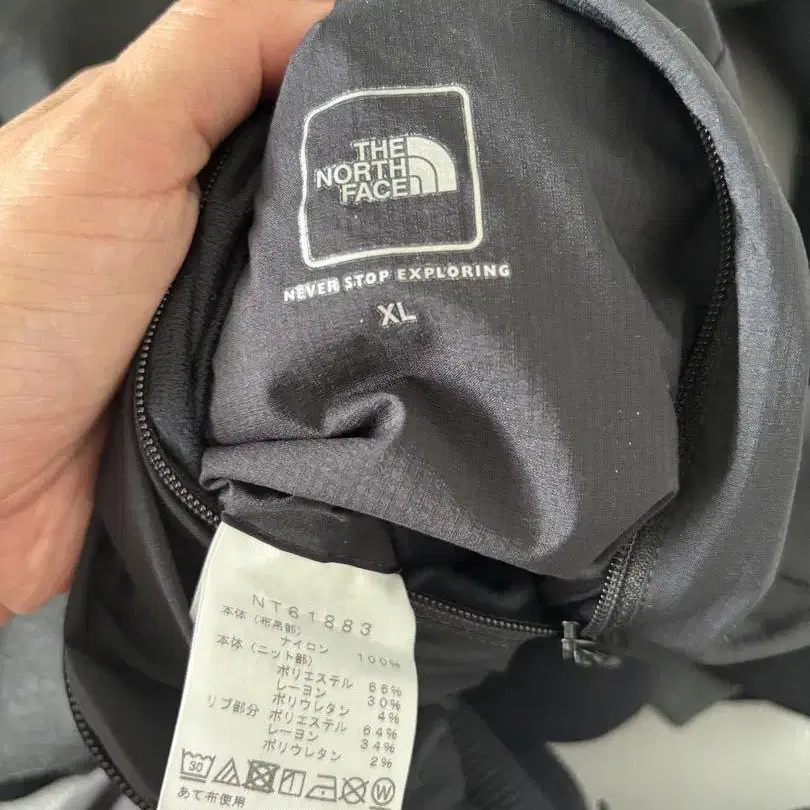 THE
NORTH
FACE
NEVER STOP EXPLORING
XL
NT61883
本体(布帛部)
ナイロン 100%
本体(ニット部)
ポリエステル 66%
レーヨン 30%
ポリウレタン 4%
リブ部分 ポリエステル 64%
レーヨン 34%
ポリウレタン 2%
30
W
あて布使用